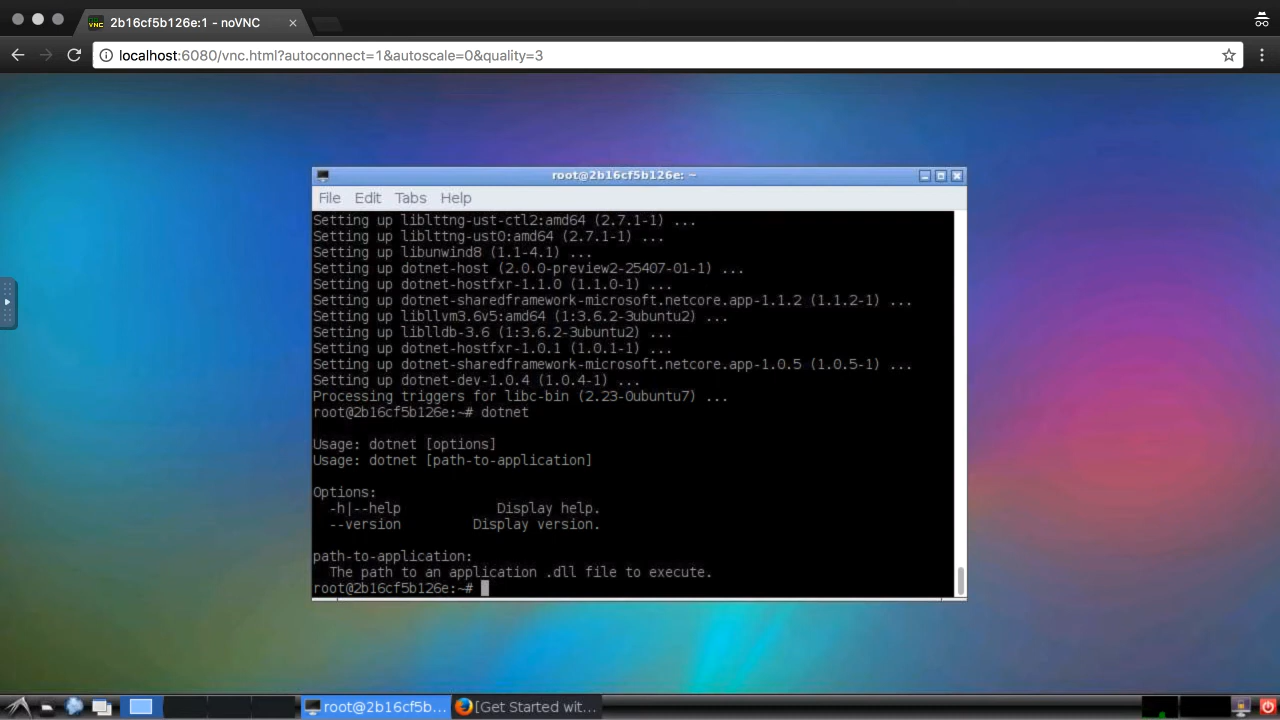 2b16cf5b126e:1 - noVNC
localhost:6080/vnc.html?autoconnect=1&autoscale=0&quality=3
root@2b16cf5b126e: ~
File Edit Tabs Help
Setting up liblttng-ust-ctl2:amd64 (2.7.1-1) ...
Setting up liblttng-ust0:amd64 (2.7.1-1) ...
Setting up libunwind8 (1.1-4.1) ...
Setting up dotnet-host (2.0.0-preview2-25407-01-1) ...
Setting up dotnet-hostfxr-1.1.0 (1.1.0-1) ...
Setting up dotnet-sharedframework-microsoft.netcore.app-1.1.2 (1.1.2-1) ...
Setting up libllvm3.6v5:amd64 (1:3.6.2-3ubuntu2) ...
Setting up liblldb-3.6 (1:3.6.2-3ubuntu2) ...
Setting up dotnet-hostfxr-1.0.1 (1.0.1-1) ...
Setting up dotnet-sharedframework-microsoft.netcore.app-1.0.5 (1.0.5-1) ...
Setting up dotnet-dev-1.0.4 (1.0.4-1) ...
Processing triggers for libc-bin (2.23-0ubuntu7) ...
root@2b16cf5b126e:~# dotnet
Usage: dotnet [options]
Usage: dotnet [path-to-application]
Options:
-h|--help Display help.
--version Display version.
path-to-application:
The path to an application .dll file to execute.
root@2b16cf5b126e:~#
root@2b16cf5b... [Get Started wit...